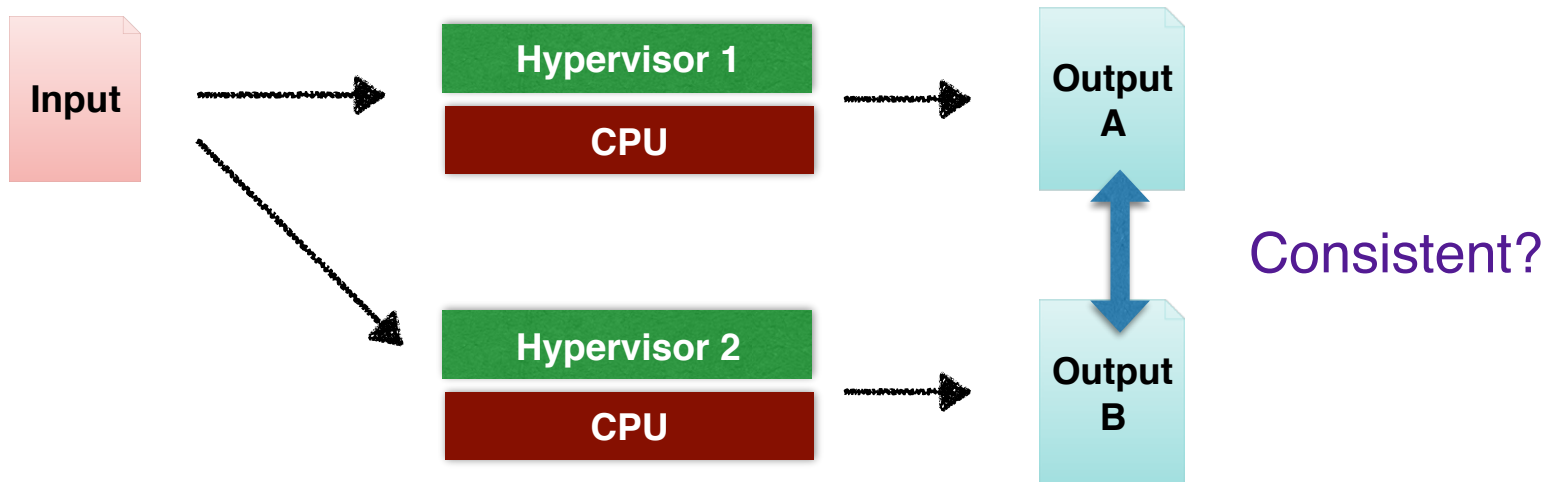 Input
Hypervisor 1
CPU
Output
A
Consistent?
Hypervisor 2
CPU
Output
B